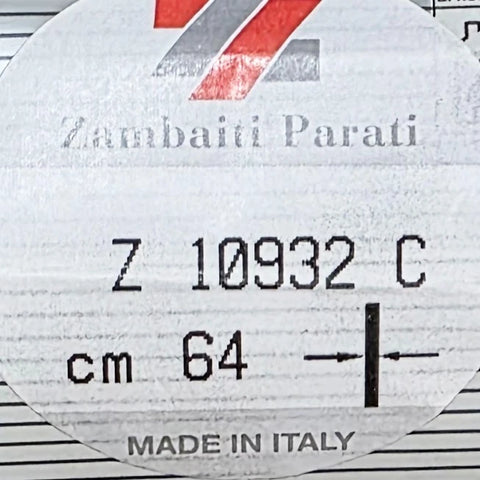 Zambaiti Parati
Z 10932 C
cm 64
MADE IN ITALY